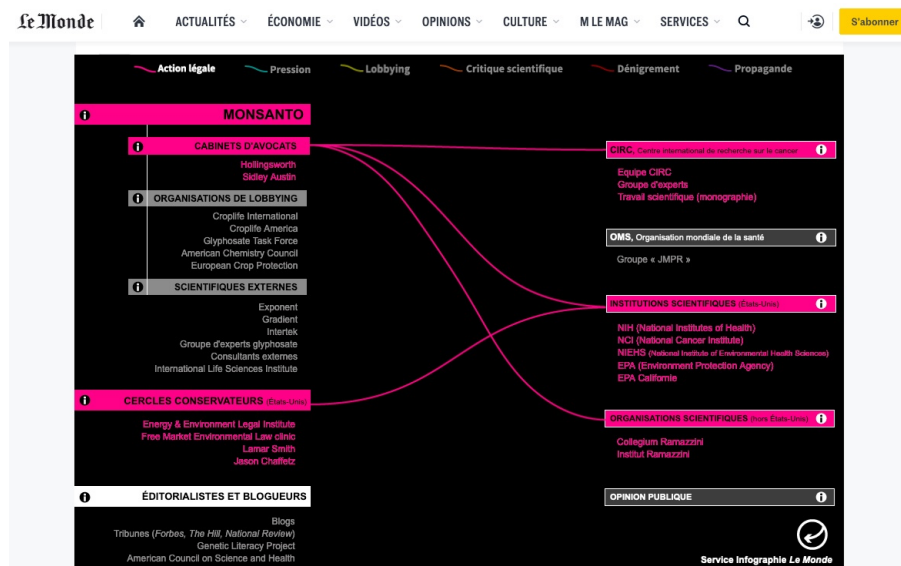 Le Monde
ACTUALITÉS
ÉCONOMIE
VIDÉOS
OPINIONS
CULTURE
M LE MAG
SERVICES
S'abonner
Action légale
Pression
Lobbying
Critique scientifique
Dénigrement
Propagande
MONSANTO
CABINETS D'AVOCATS
Hollingsworth
Sidley Austin
ORGANISATIONS DE LOBBYING
Croplife International
Croplife America
Glyphosate Task Force
American Chemistry Council
European Crop Protection
SCIENTIFIQUES EXTERNES
Exponent
Gradient
Intertek
Groupe d'experts glyphosate
Consultants externes
International Life Sciences Institute
CERCLES CONSERVATEURS (États-Unis)
Energy & Environment Legal Institute
Free Market Environmental Law clinic
Lamar Smith
Jason Chaffetz
ÉDITORIALISTES ET BLOGUEURS
Blogs
Tribunes (Forbes, The Hill, National Review)
Genetic Literacy Project
American Council on Science and Health
CIRC, Centre international de recherche sur le cancer
Equipe CIRC
Groupe d'experts
Travail scientifique (monographie)
OMS, Organisation mondiale de la santé
Groupe « JMPR »
INSTITUTIONS SCIENTIFIQUES (États-Unis)
NIH (National Institutes of Health)
NCI (National Cancer Institute)
NIEHS (National Institute of Environmental Health Sciences)
EPA (Environment Protection Agency)
EPA Californie
ORGANISATIONS SCIENTIFIQUES (hors États-Unis)
Collegium Ramazzini
Institut Ramazzini
OPINION PUBLIQUE
Service Infographie Le Monde